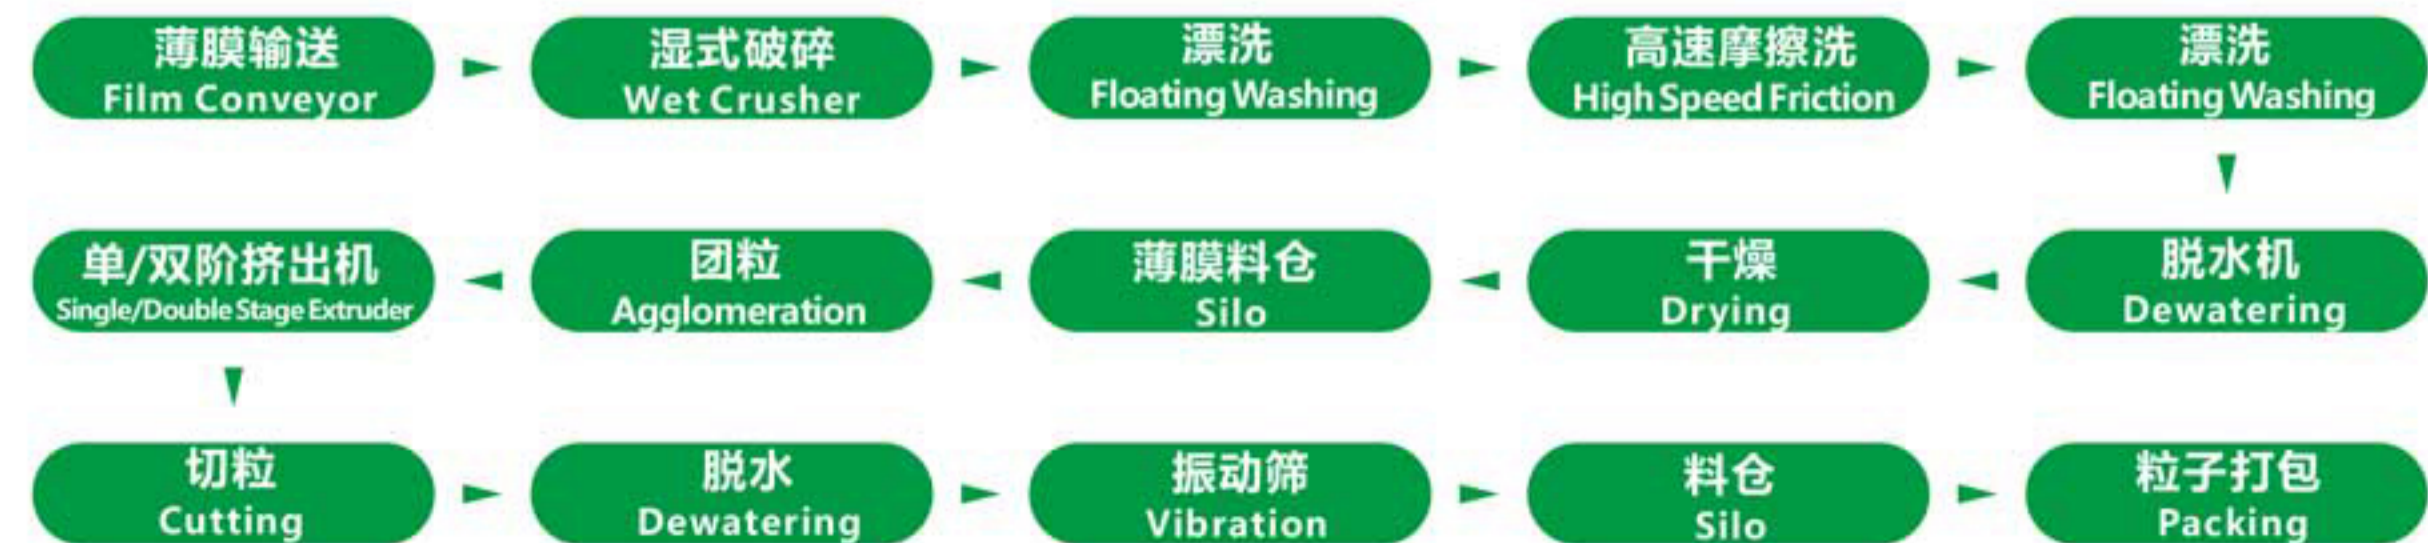 薄膜输送
Film Conveyor
湿式破碎
Wet Crusher
漂洗
Floating Washing
高速摩擦洗
High Speed Friction
漂洗
Floating Washing
单/双阶挤出机
Single/Double Stage Extruder
团粒
Agglomeration
薄膜料仓
Silo
干燥
Drying
脱水机
Dewatering
切粒
Cutting
脱水
Dewatering
振动筛
Vibration
料仓
Silo
粒子打包
Packing